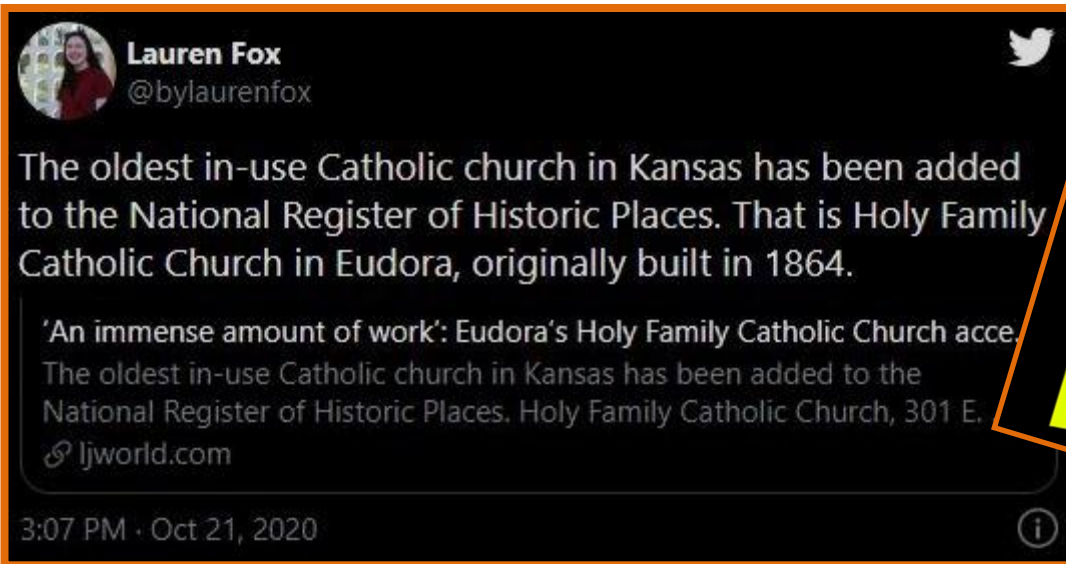 Lauren Fox
@bylaurenfox
The oldest in-use Catholic church in Kansas has been added
to the National Register of Historic Places. That is Holy Family
Catholic Church in Eudora, originally built in 1864.
‘An immense amount of work’: Eudora’s Holy Family Catholic Church acce.
The oldest in-use Catholic church in Kansas has been added to the
National Register of Historic Places. Holy Family Catholic Church, 301 E.
ljworld.com
3:07 PM · Oct 21, 2020